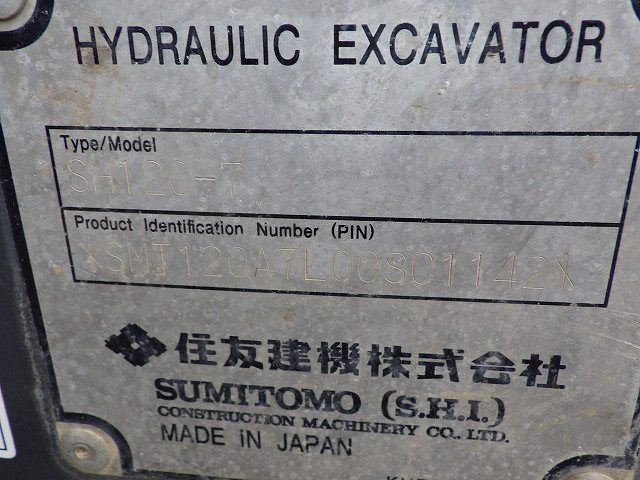 HYDRAULIC EXCAVATOR
Type/Model
SH120-7
Product Identification Number (PIN)
*SMT120A7L00SC1142*
住友建機株式会社
SUMITOMO (S.H.I.)
CONSTRUCTION MACHINERY CO., LTD.
MADE IN JAPAN